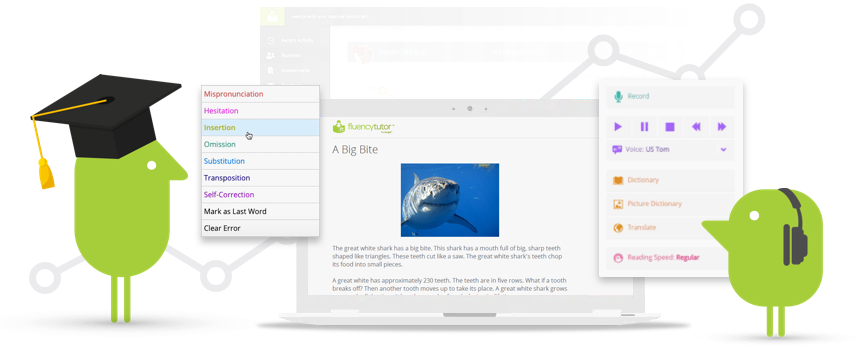 Mispronunciation
Hesitation
Insertion
Omission
Substitution
Transposition
Self-Correction
Mark as Last Word
Clear Error
fluencytutor
A Big Bite
The great white shark has a big bite. This shark has a mouth full of big, sharp teeth
shaped like triangles. These teeth cut like a saw. The great white shark's teeth chop
its food into small pieces.
A great white has approximately 230 teeth. The teeth are in five rows. What if a tooth
breaks off? Then another tooth moves up to take its place. A great white shark grows
Record
Voice: US Tom
Dictionary
Picture Dictionary
Translate
Reading Speed: Regular